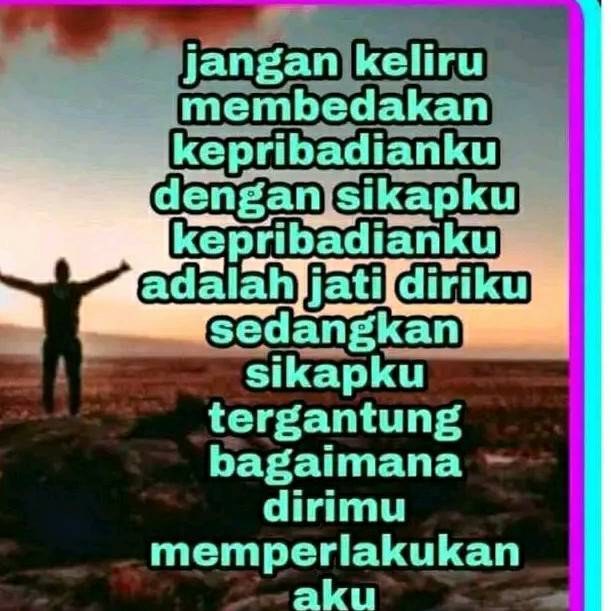 jangan keliru
membedakan
kepribadianku
dengan sikapku
kepribadianku
adalah jati diriku
sedangkan
sikapku
tergantung
bagaimana
dirimu
memperlakukan
aku